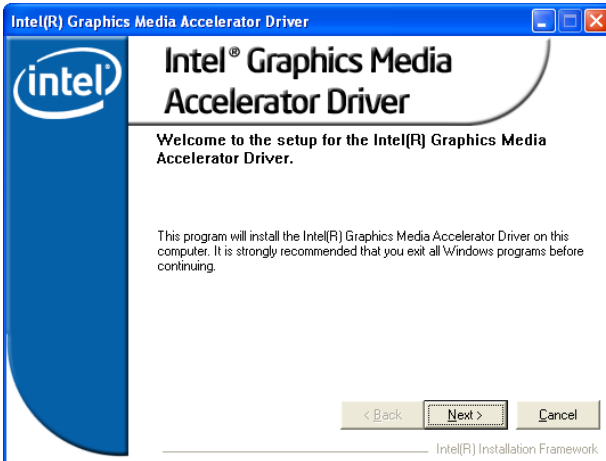 Intel(R) Graphics Media Accelerator Driver
intel
Intel® Graphics Media
Accelerator Driver
Welcome to the setup for the Intel(R) Graphics Media
Accelerator Driver.
This program will install the Intel(R) Graphics Media Accelerator Driver on this
computer. It is strongly recommended that you exit all Windows programs before
continuing.
< Back Next > Cancel
Intel(R) Installation Framework